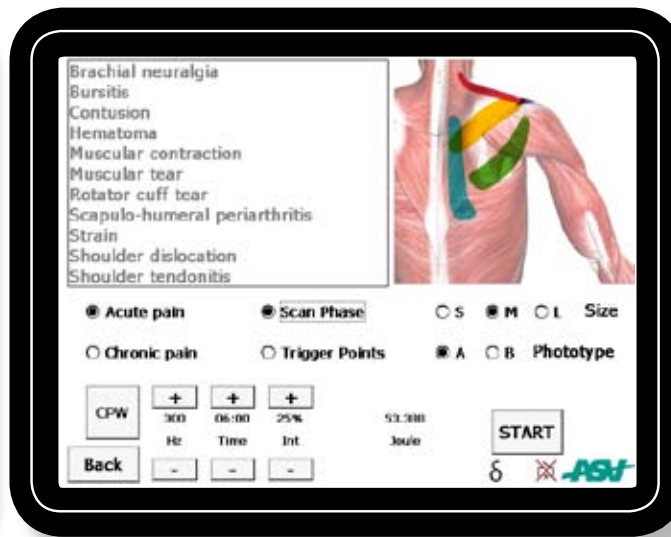 Brachial neuralgia
Bursitis
Contusion
Hematoma
Muscular contraction
Muscular tear
Rotator cuff tear
Scapulo-humeral periarthritis
Strain
Shoulder dislocation
Shoulder tendonitis
Acute pain Scan Phase S M L Size
Chronic pain Trigger Points A B Phototype
CPW + + +
300 06:00 25%
Hz Time Int Joule START
Back - - - δ ASA